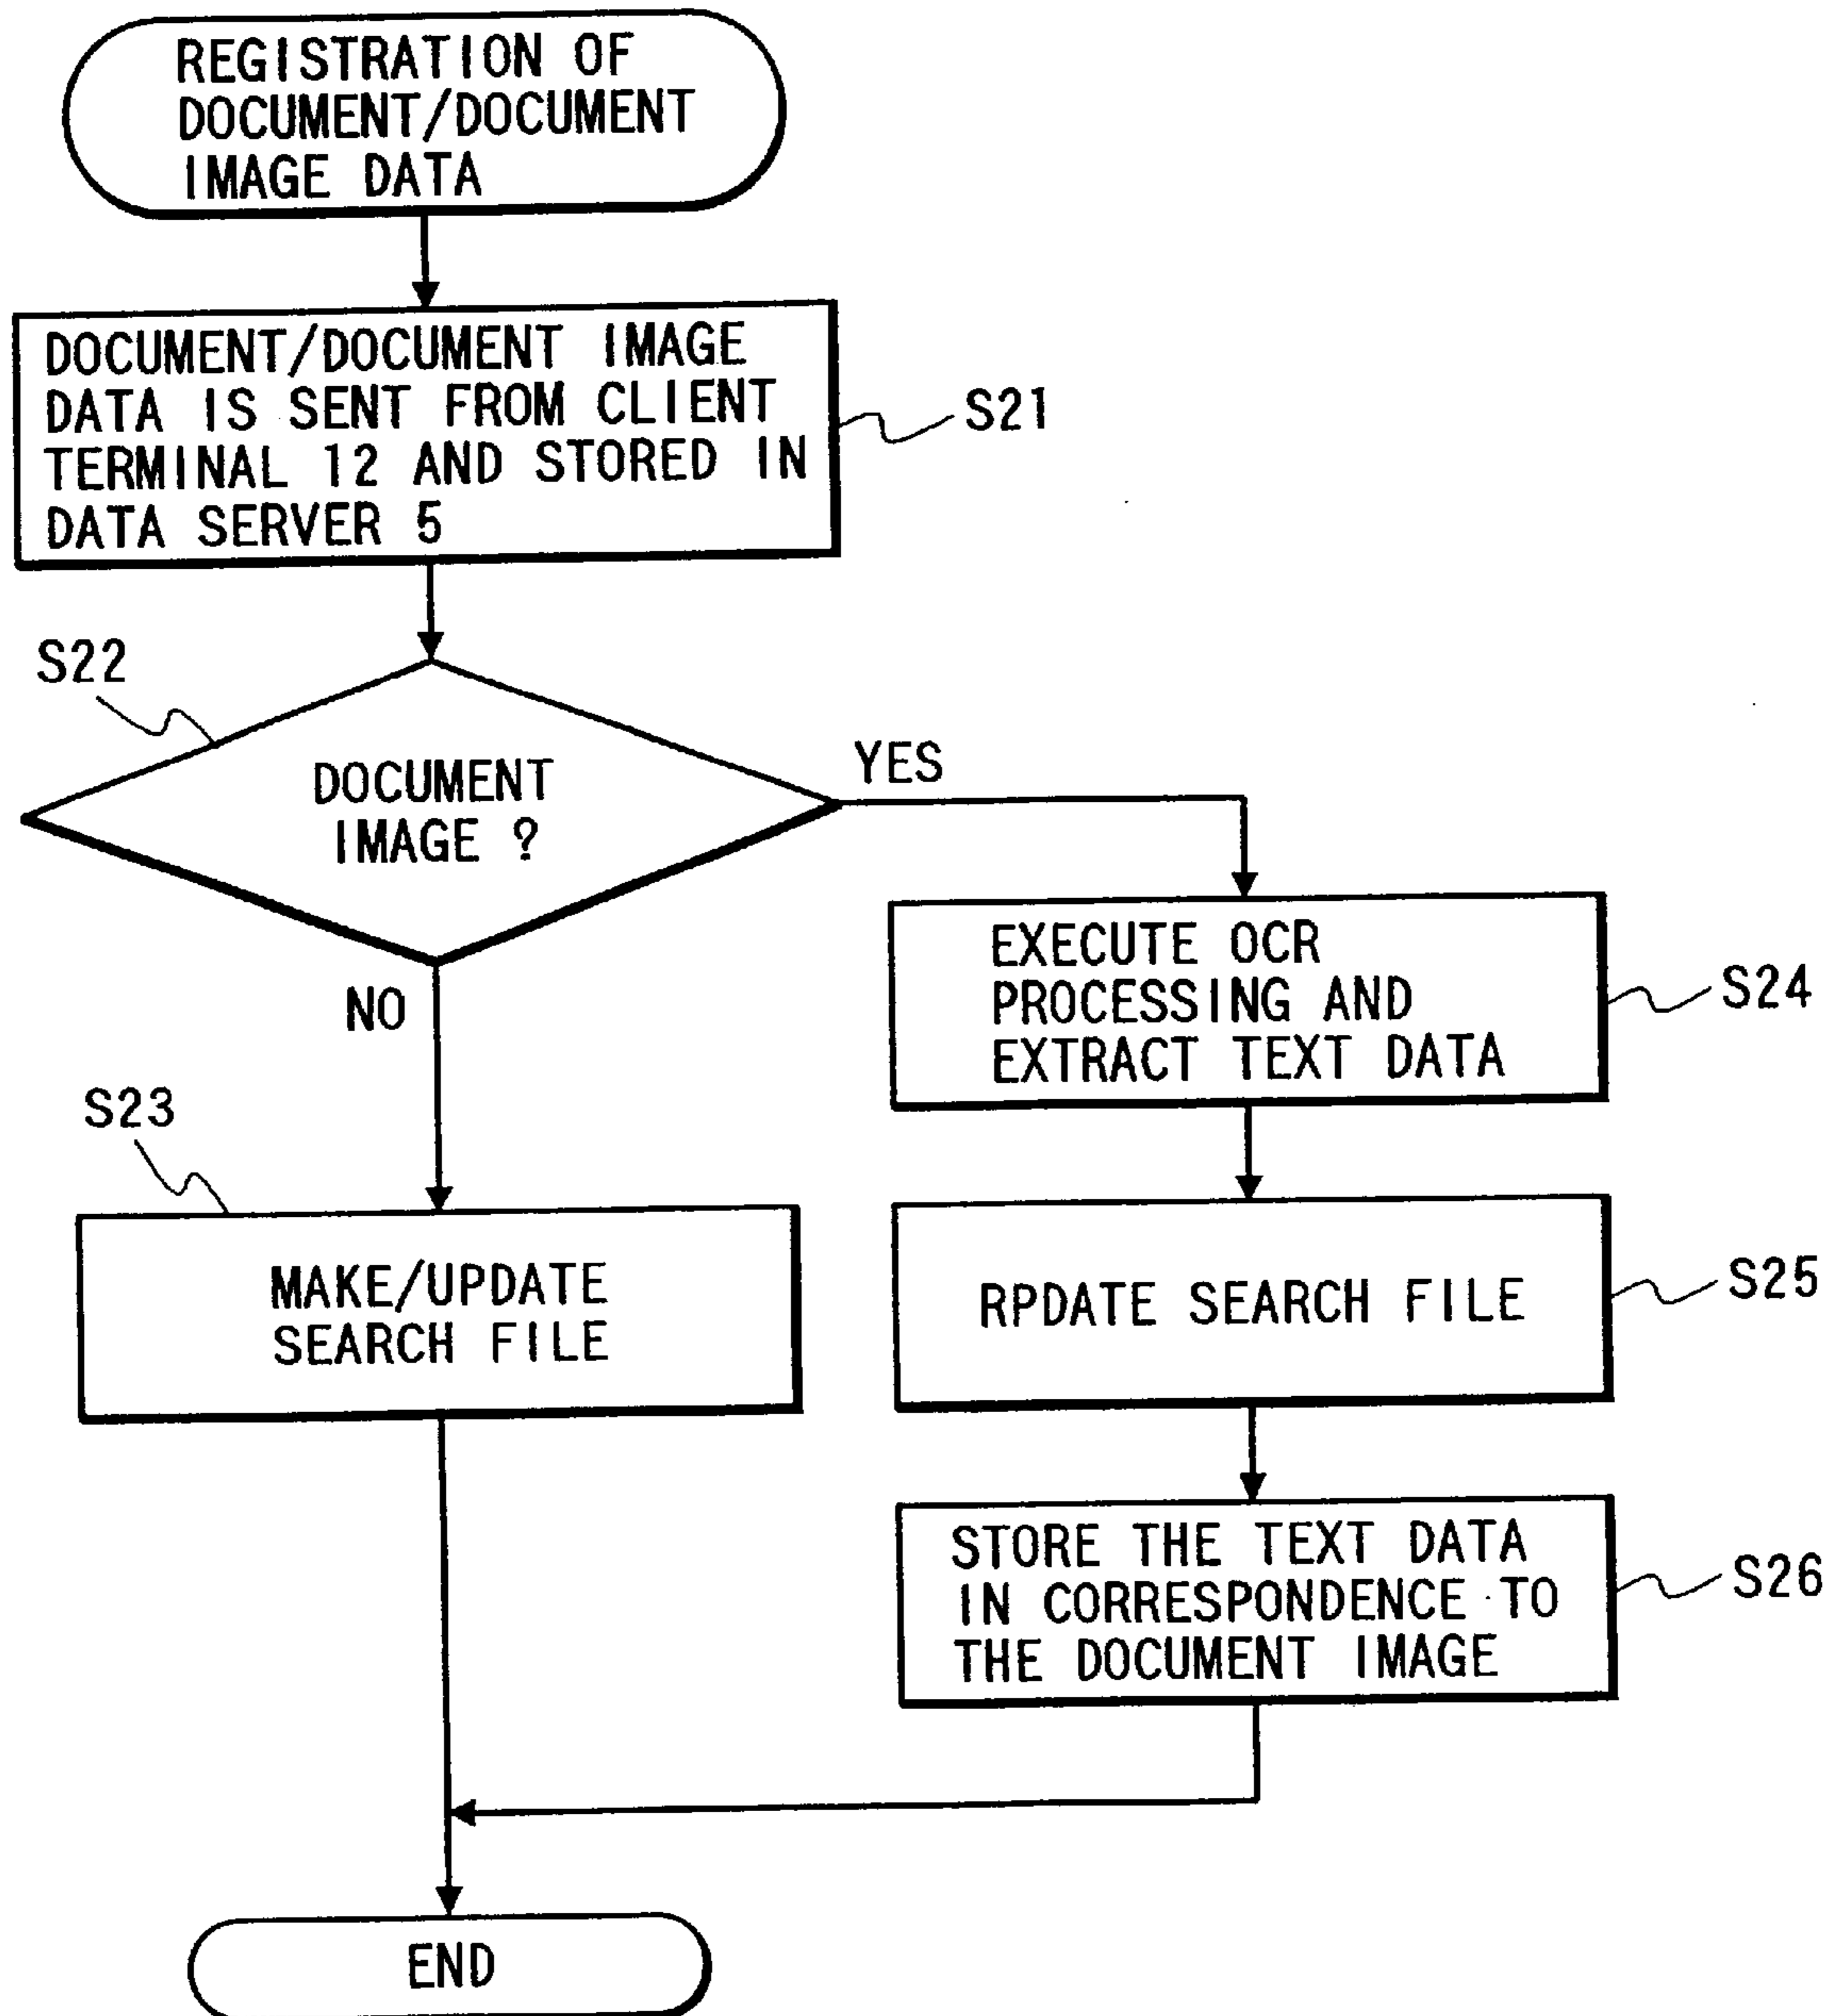 REGISTRATION OF
DOCUMENT/DOCUMENT
IMAGE DATA
DOCUMENT/DOCUMENT IMAGE
DATA IS SENT FROM CLIENT
TERMINAL 12 AND STORED IN
DATA SERVER 5
S21
S22
DOCUMENT
IMAGE ?
YES
NO
EXECUTE OCR
PROCESSING AND
EXTRACT TEXT DATA
S24
S23
MAKE/UPDATE
SEARCH FILE
RPDATE SEARCH FILE
S25
STORE THE TEXT DATA
IN CORRESPONDENCE TO
THE DOCUMENT IMAGE
S26
END